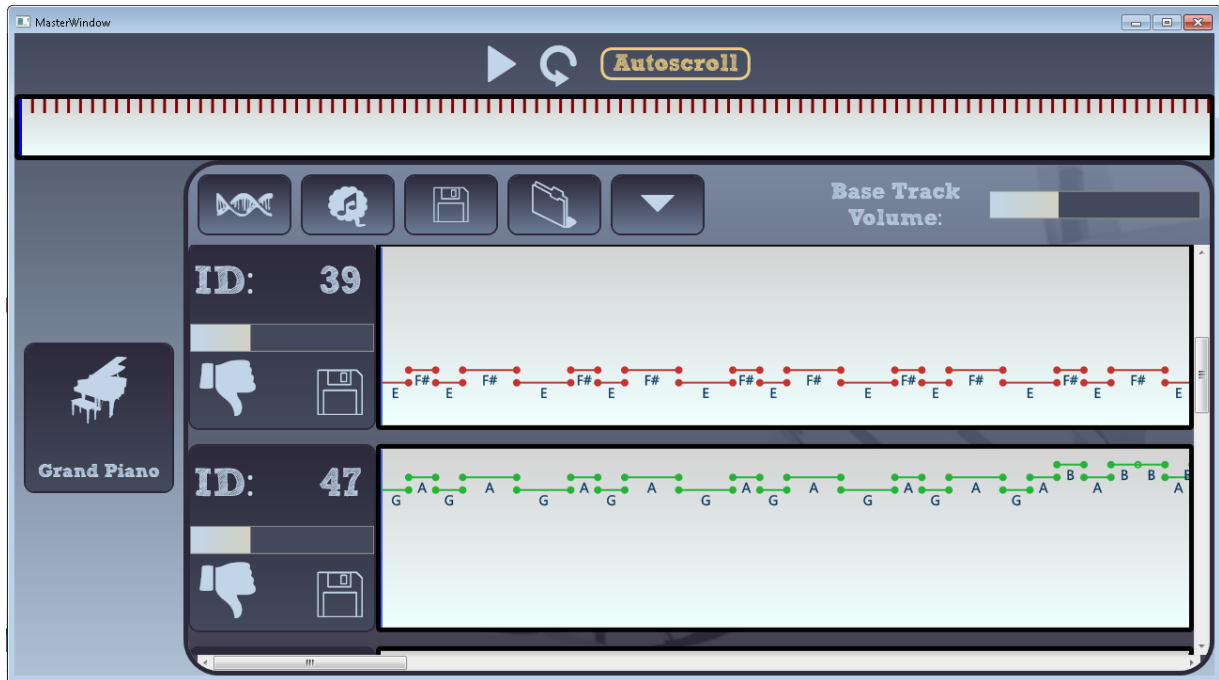 MasterWindow
Autoscroll
Base Track
Volume:
ID: 39
F# F# F# F# F# F# F# F# F# F#
E E E E E E E E E E E
Grand Piano
ID: 47
B B B
A A A A A A A A A A A
G G G G G G G G